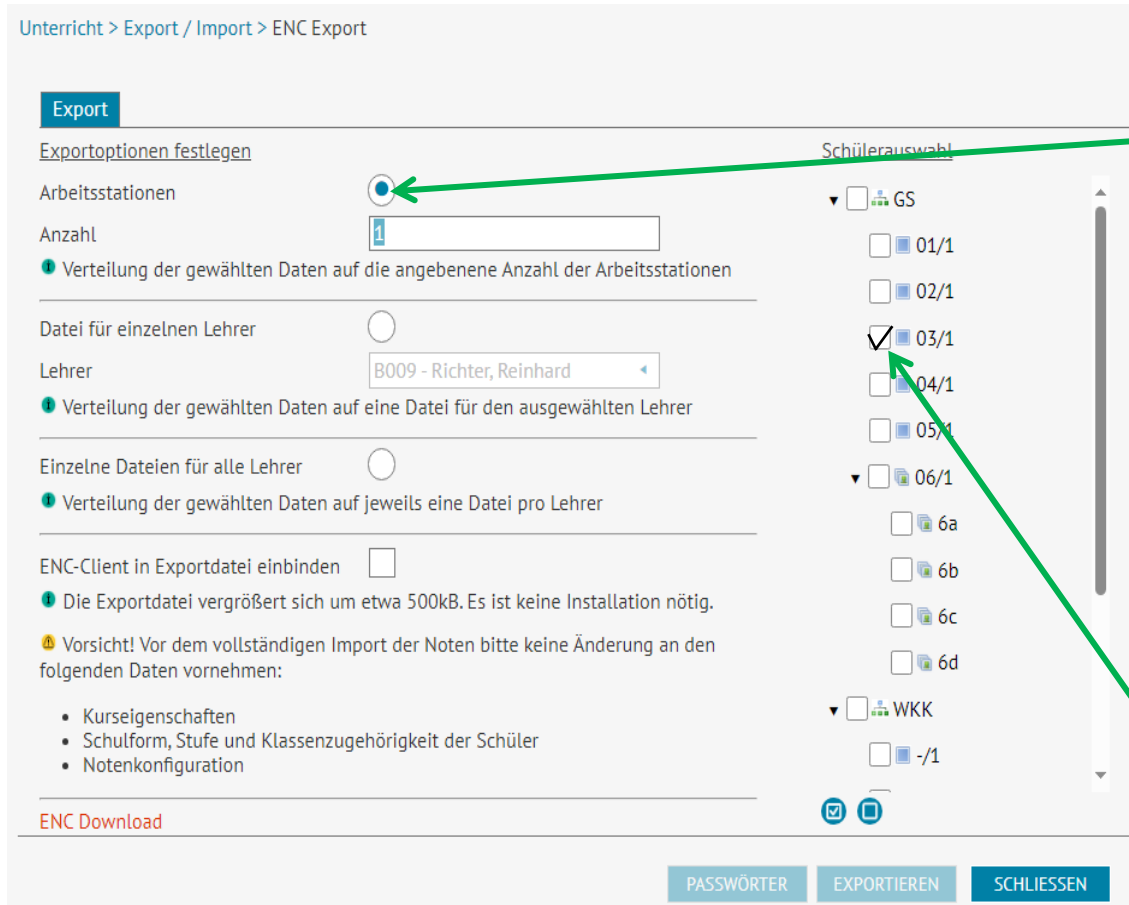 Unterricht > Export / Import > ENC Export
Export
Exportoptionen festlegen
Arbeitsstationen
Anzahl
1
Verteilung der gewählten Daten auf die angebenene Anzahl der Arbeitsstationen
Datei für einzelnen Lehrer
Lehrer
B009 - Richter, Reinhard
Verteilung der gewählten Daten auf eine Datei für den ausgewählten Lehrer
Einzelne Dateien für alle Lehrer
Verteilung der gewählten Daten auf jeweils eine Datei pro Lehrer
ENC-Client in Exportdatei einbinden
Die Exportdatei vergrößert sich um etwa 500kB. Es ist keine Installation nötig.
Vorsicht! Vor dem vollständigen Import der Noten bitte keine Änderung an den
folgenden Daten vornehmen:
• Kurseigenschaften
• Schulform, Stufe und Klassenzugehörigkeit der Schüler
• Notenkonfiguration
ENC Download
Schülerauswahl
GS
01/1
02/1
03/1
04/1
05/1
06/1
6a
6b
6c
6d
WKK
-/1
PASSWÖRTER
EXPORTIEREN
SCHLIESSEN